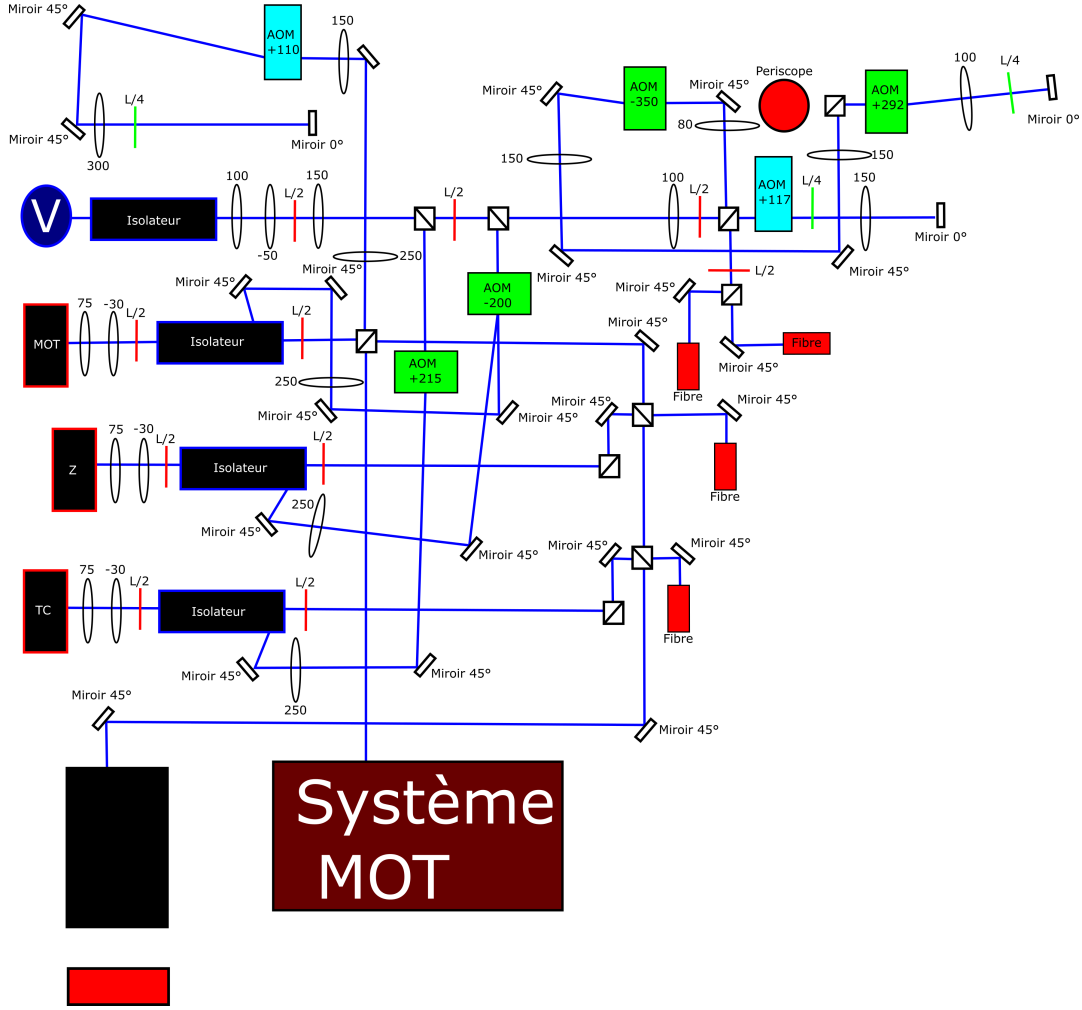 Miroir 45°
150
AOM
+110
L/4
Miroir 45°
300
Miroir 0°
Miroir 45°
AOM
-350
Miroir 45°
80
150
Periscope
AOM
+292
100
L/4
Miroir 0°
150
AOM
+117
L/4
150
Miroir 0°
V
Isolateur
100
-50
L/2
150
L/2
100
L/2
250
Miroir 45°
Miroir 45°
L/2
Miroir 45°
Miroir 45°
AOM
-200
Miroir 45°
Fibre
Fibre
Miroir 45°
MOT
75
-30
L/2
Isolateur
L/2
Miroir 45°
AOM
+215
250
Miroir 45°
Miroir 45°
Miroir 45°
Miroir 45°
Fibre
Z
75
-30
L/2
Isolateur
L/2
250
Miroir 45°
Miroir 45°
Miroir 45°
Miroir 45°
Fibre
TC
75
-30
L/2
Isolateur
L/2
Miroir 45°
250
Miroir 45°
Miroir 45°
Miroir 45°
Système
MOT